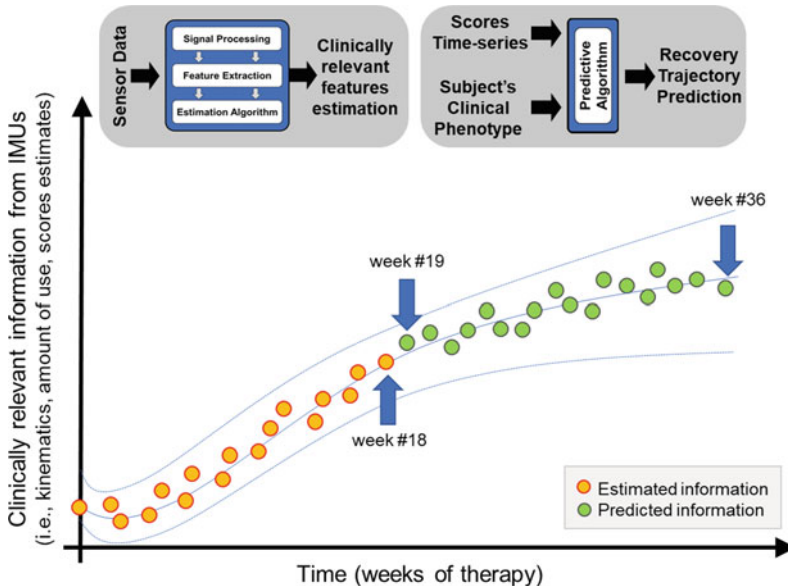 Sensor Data
Signal Processing
Feature Extraction
Estimation Algorithm
Clinically
relevant
features
estimation
Scores
Time-series
Subject's
Clinical
Phenotype
Predictive
Algorithm
Recovery
Trajectory
Prediction
Clinically relevant information from IMUs
(i.e., kinematics, amount of use, scores estimates)
week #19
week #18
week #36
Estimated information
Predicted information
Time (weeks of therapy)